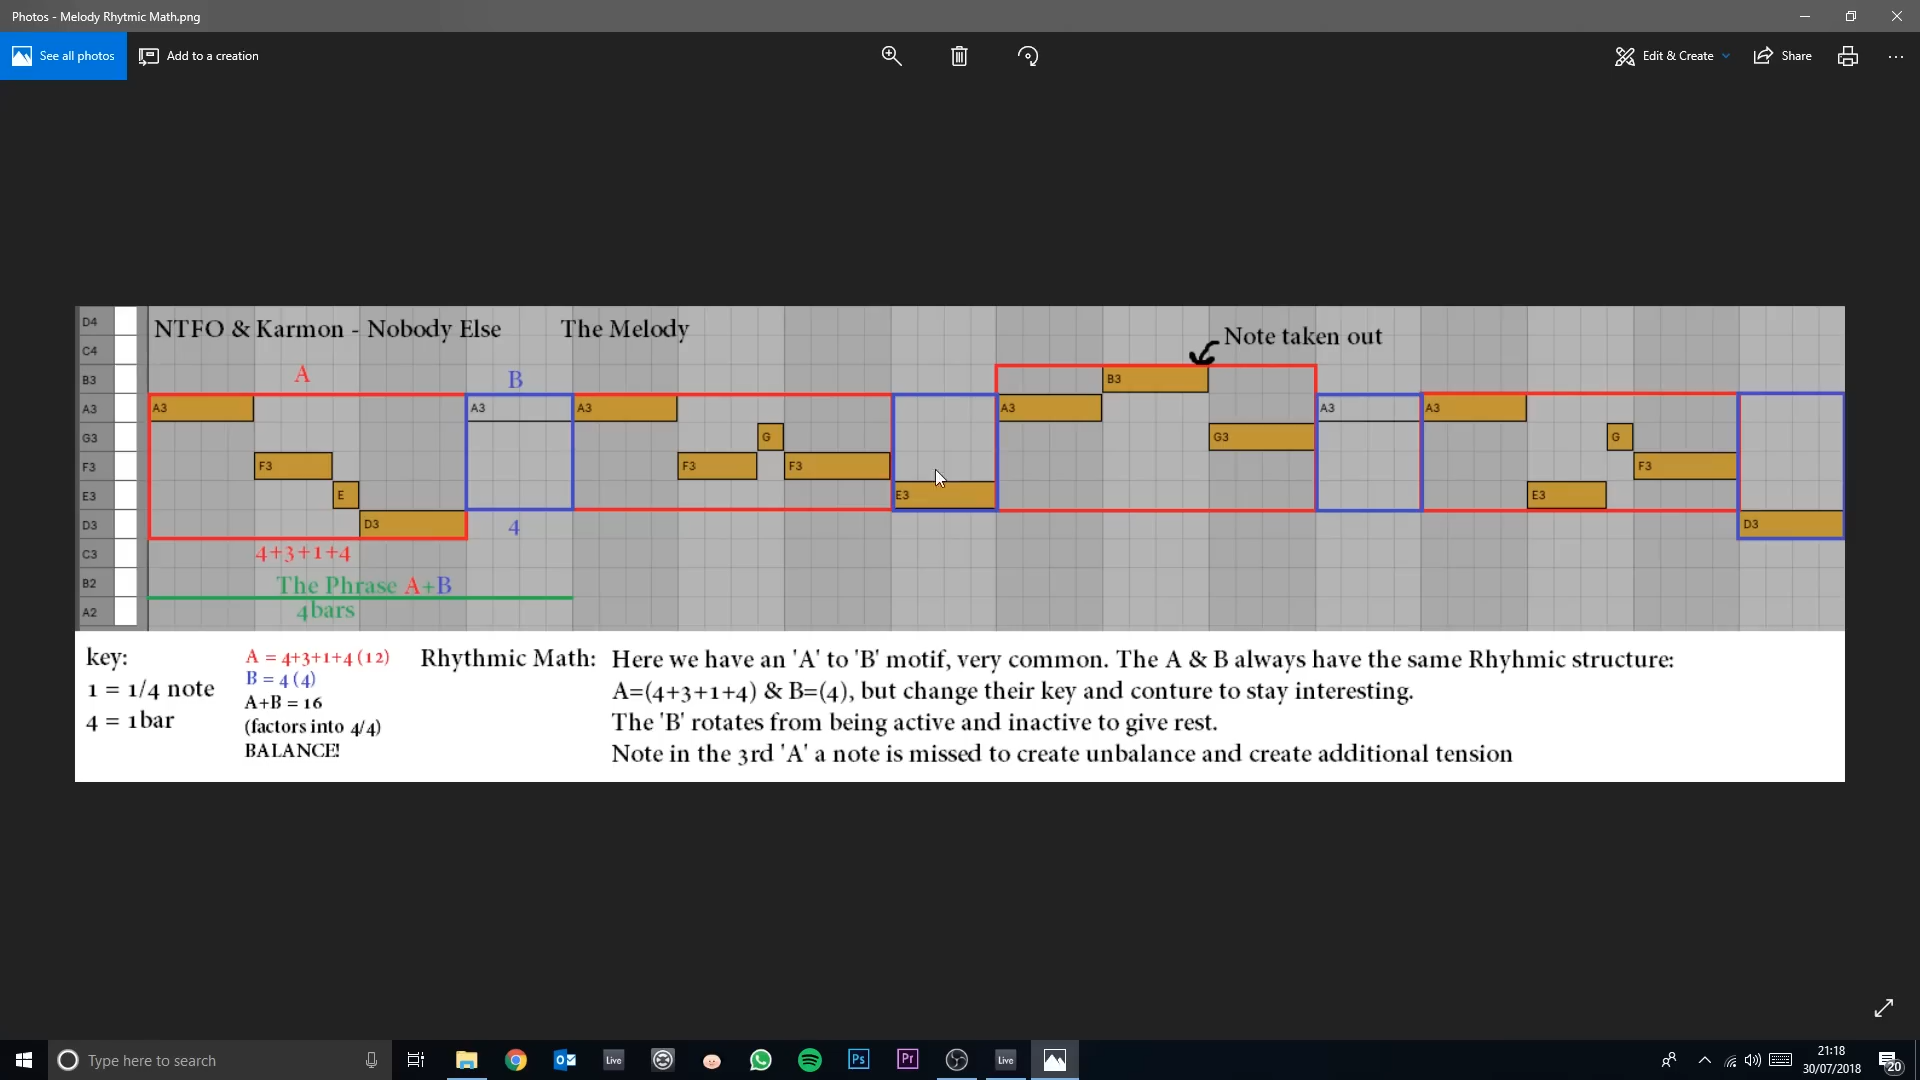 Photos - Melody Rhytmic Math.png
See all photos
Add to a creation
Edit & Create
Share
D4
C4
B3
A3
G3
F3
E3
D3
C3
B2
A2
NTFO & Karmon - Nobody Else The Melody
Note taken out
A
B
B3
A3
A3
A3
A3
A3
A3
G
G3
G
F3
F3
F3
F3
E
E3
E3
D3
D3
4+3+1+4
4
The Phrase A+B
4bars
key:
1 = 1/4 note
4 = 1bar
A = 4+3+1+4 (12)
B = 4 (4)
A+B = 16
(factors into 4/4)
BALANCE!
Rhythmic Math: Here we have an 'A' to 'B' motif, very common. The A & B always have the same Rhyhmic structure:
A=(4+3+1+4) & B=(4), but change their key and conture to stay interesting.
The 'B' rotates from being active and inactive to give rest.
Note in the 3rd 'A' a note is missed to create unbalance and create additional tension
Type here to search
Live
Ps
Pr
Live
21:18
30/07/2018
20